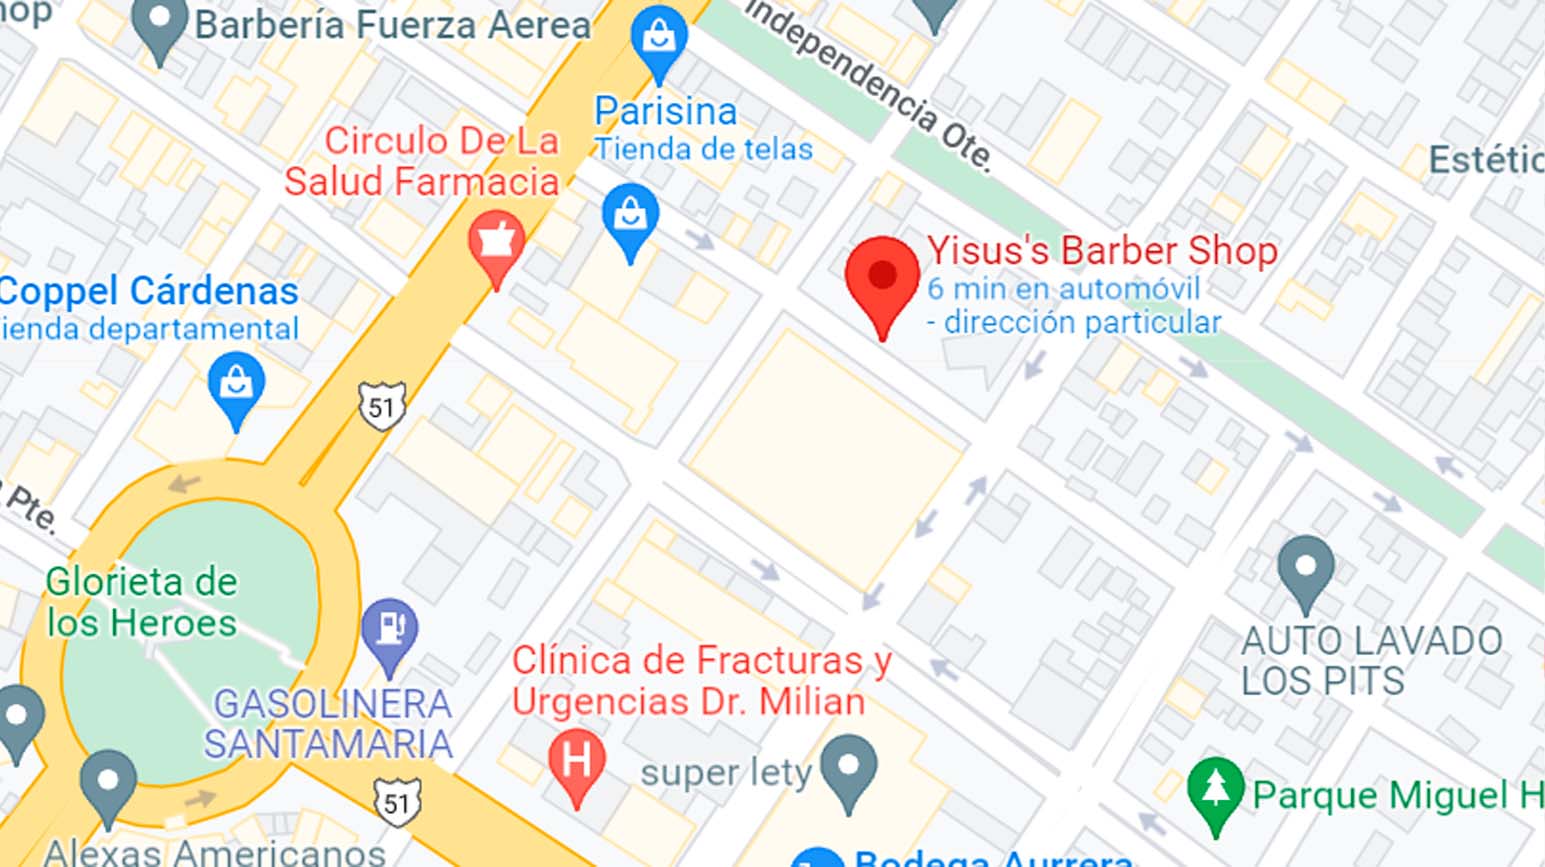 hop
Barbería Fuerza Aerea
Independencia Ote.
Parisina
Tienda de telas
Circulo De La
Salud Farmacia
Estétic
Yisus's Barber Shop
6 min en automóvil
- dirección particular
Coppel Cárdenas
ienda departamental
51
Pte.
Glorieta de
los Heroes
GASOLINERA
SANTAMARIA
Clínica de Fracturas y
Urgencias Dr. Milian
H
super lety
AUTO LAVADO
LOS PITS
51
Parque Miguel H
Alexas Americanos
Bodega Aurrera